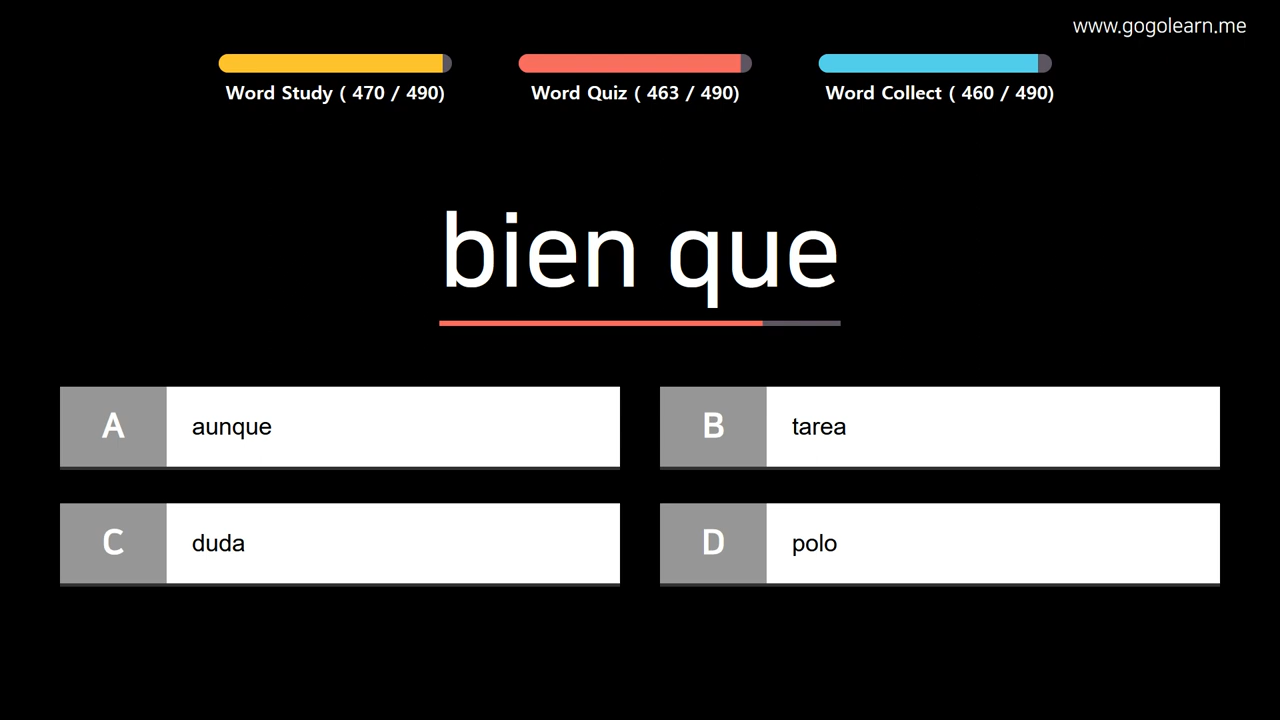 www.gogolearn.me
Word Study ( 470 / 490)
Word Quiz ( 463 / 490)
Word Collect ( 460 / 490)
bien que
A aunque
B tarea
C duda
D polo